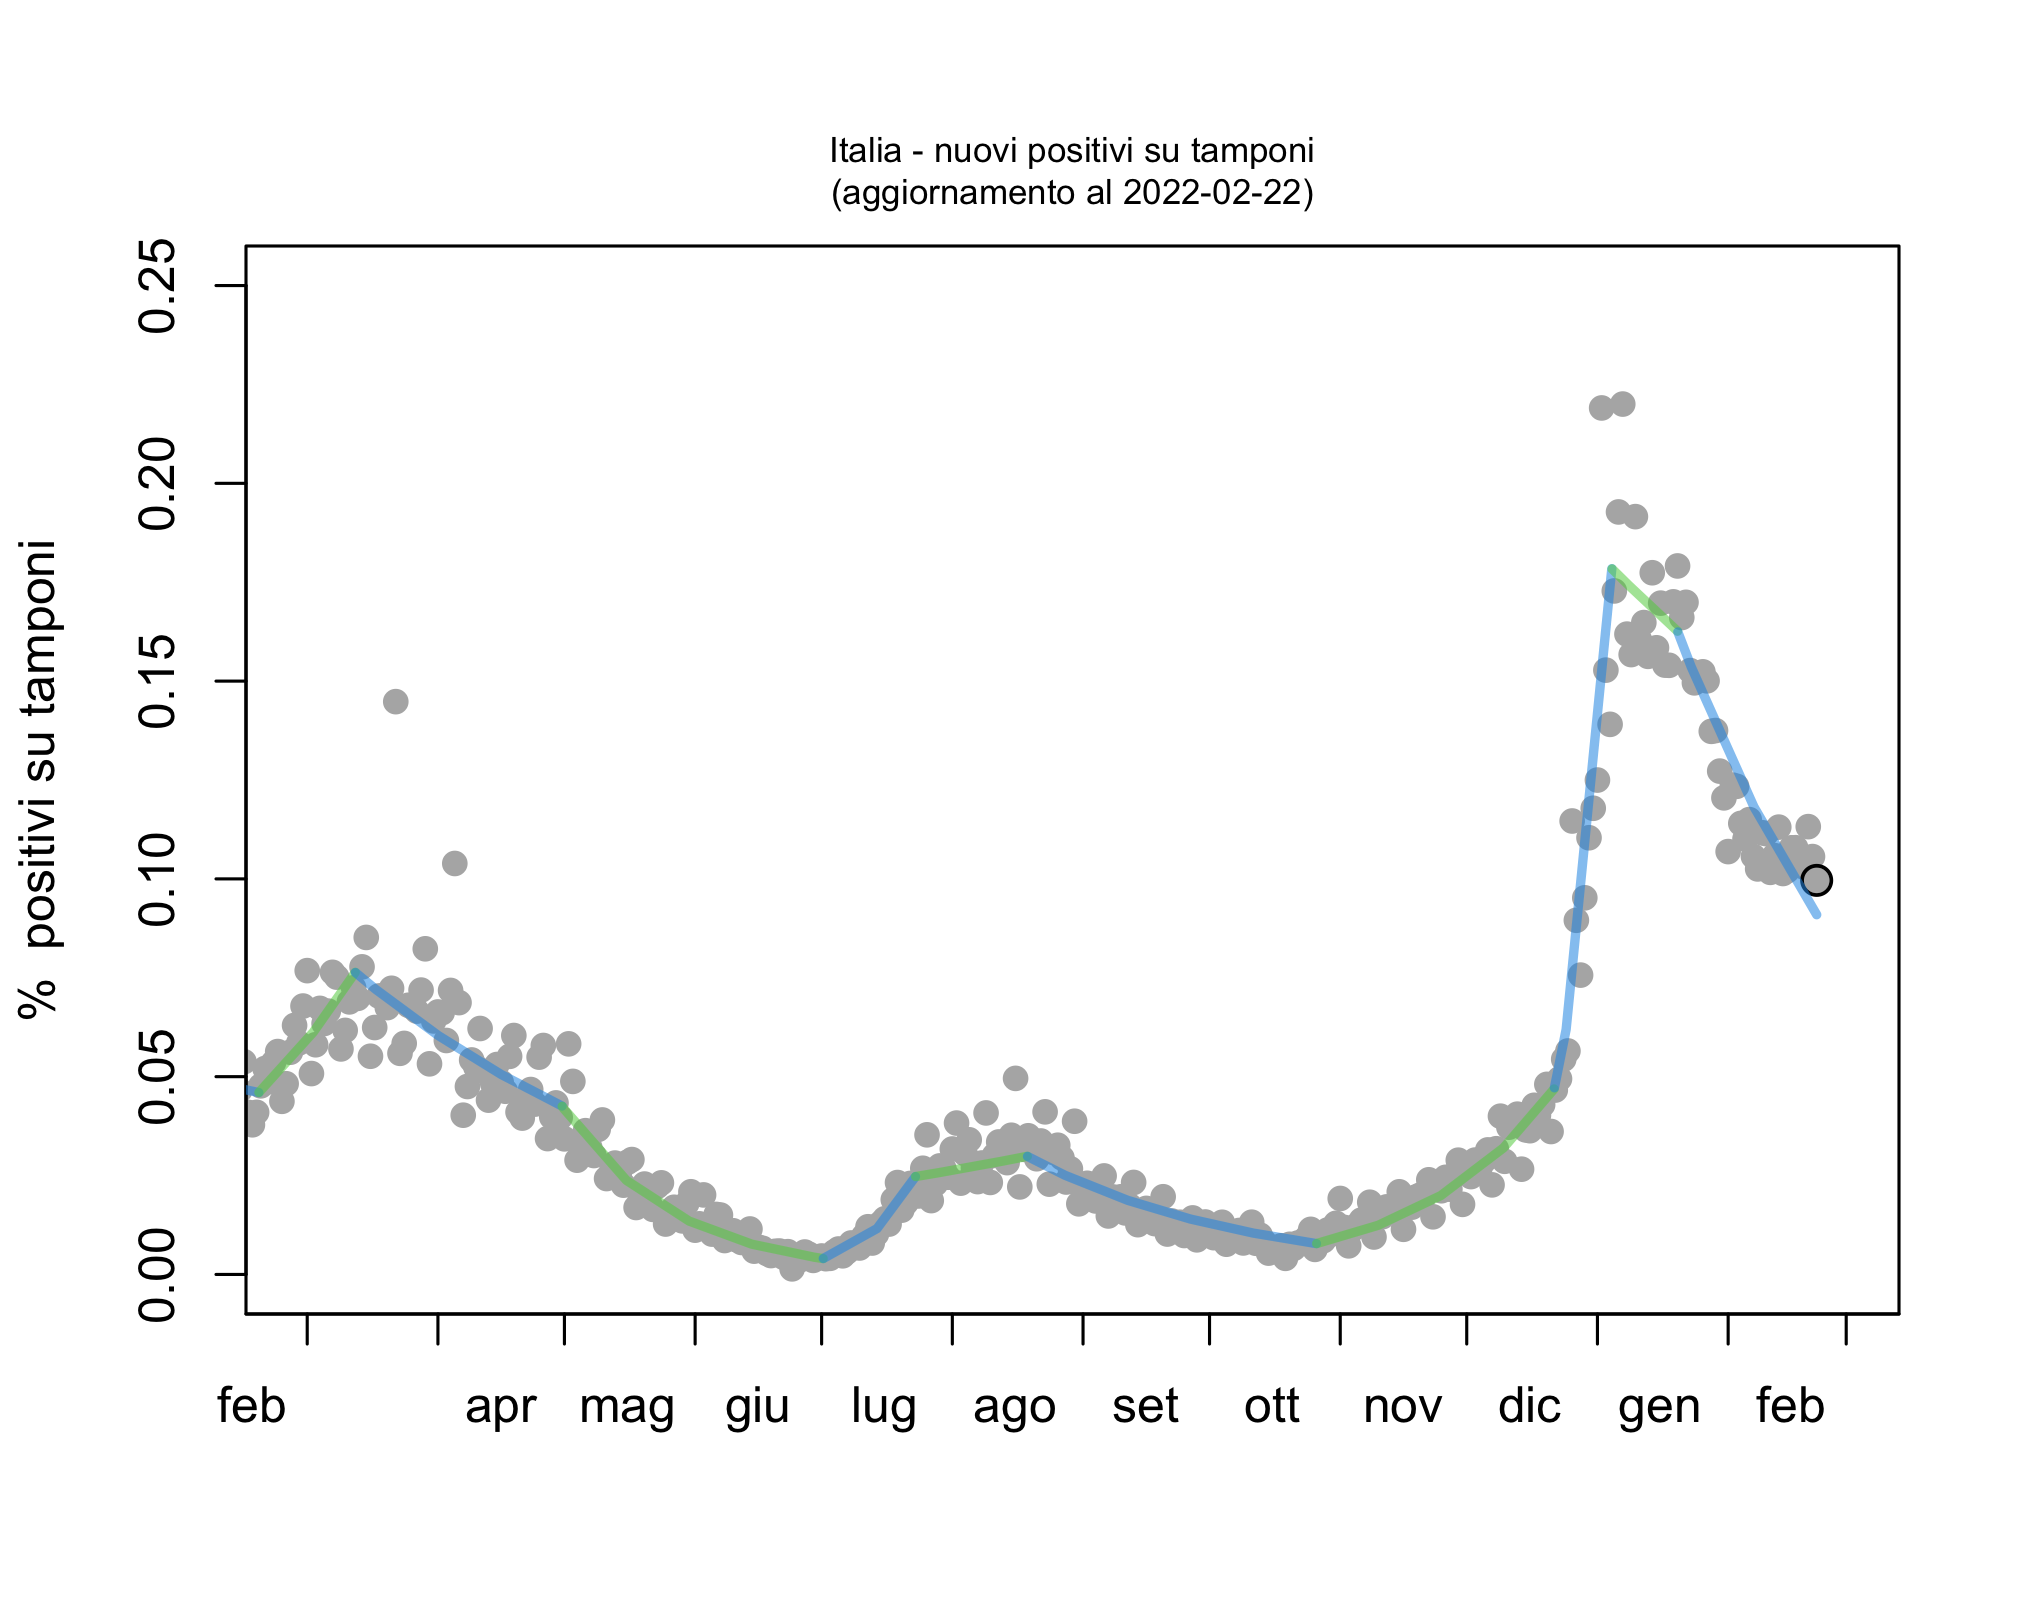 Italia - nuovi positivi su tamponi
(aggiornamento al 2022-02-22)
% positivi su tamponi
0.25
0.20
0.15
0.10
0.05
0.00
feb apr mag giu lug ago set ott nov dic gen feb